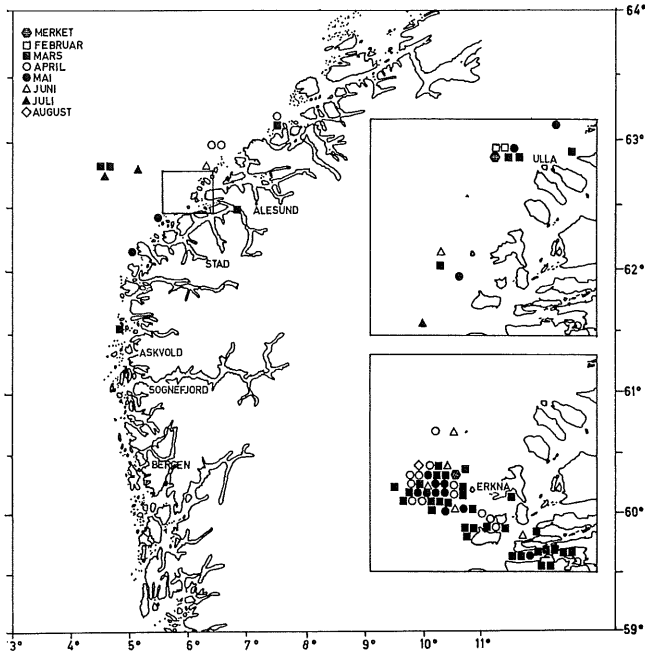 MERKET
FEBRUAR
MARS
APRIL
MAI
JUNI
JULI
AUGUST
64°
63°
62°
61°
60°
59°
ULLA
ÅLESUND
STAD
ASKVOLD
SOGNEFJORD
BERGEN
ERKNA
3° 4° 5° 6° 7° 8° 9° 10° 11°